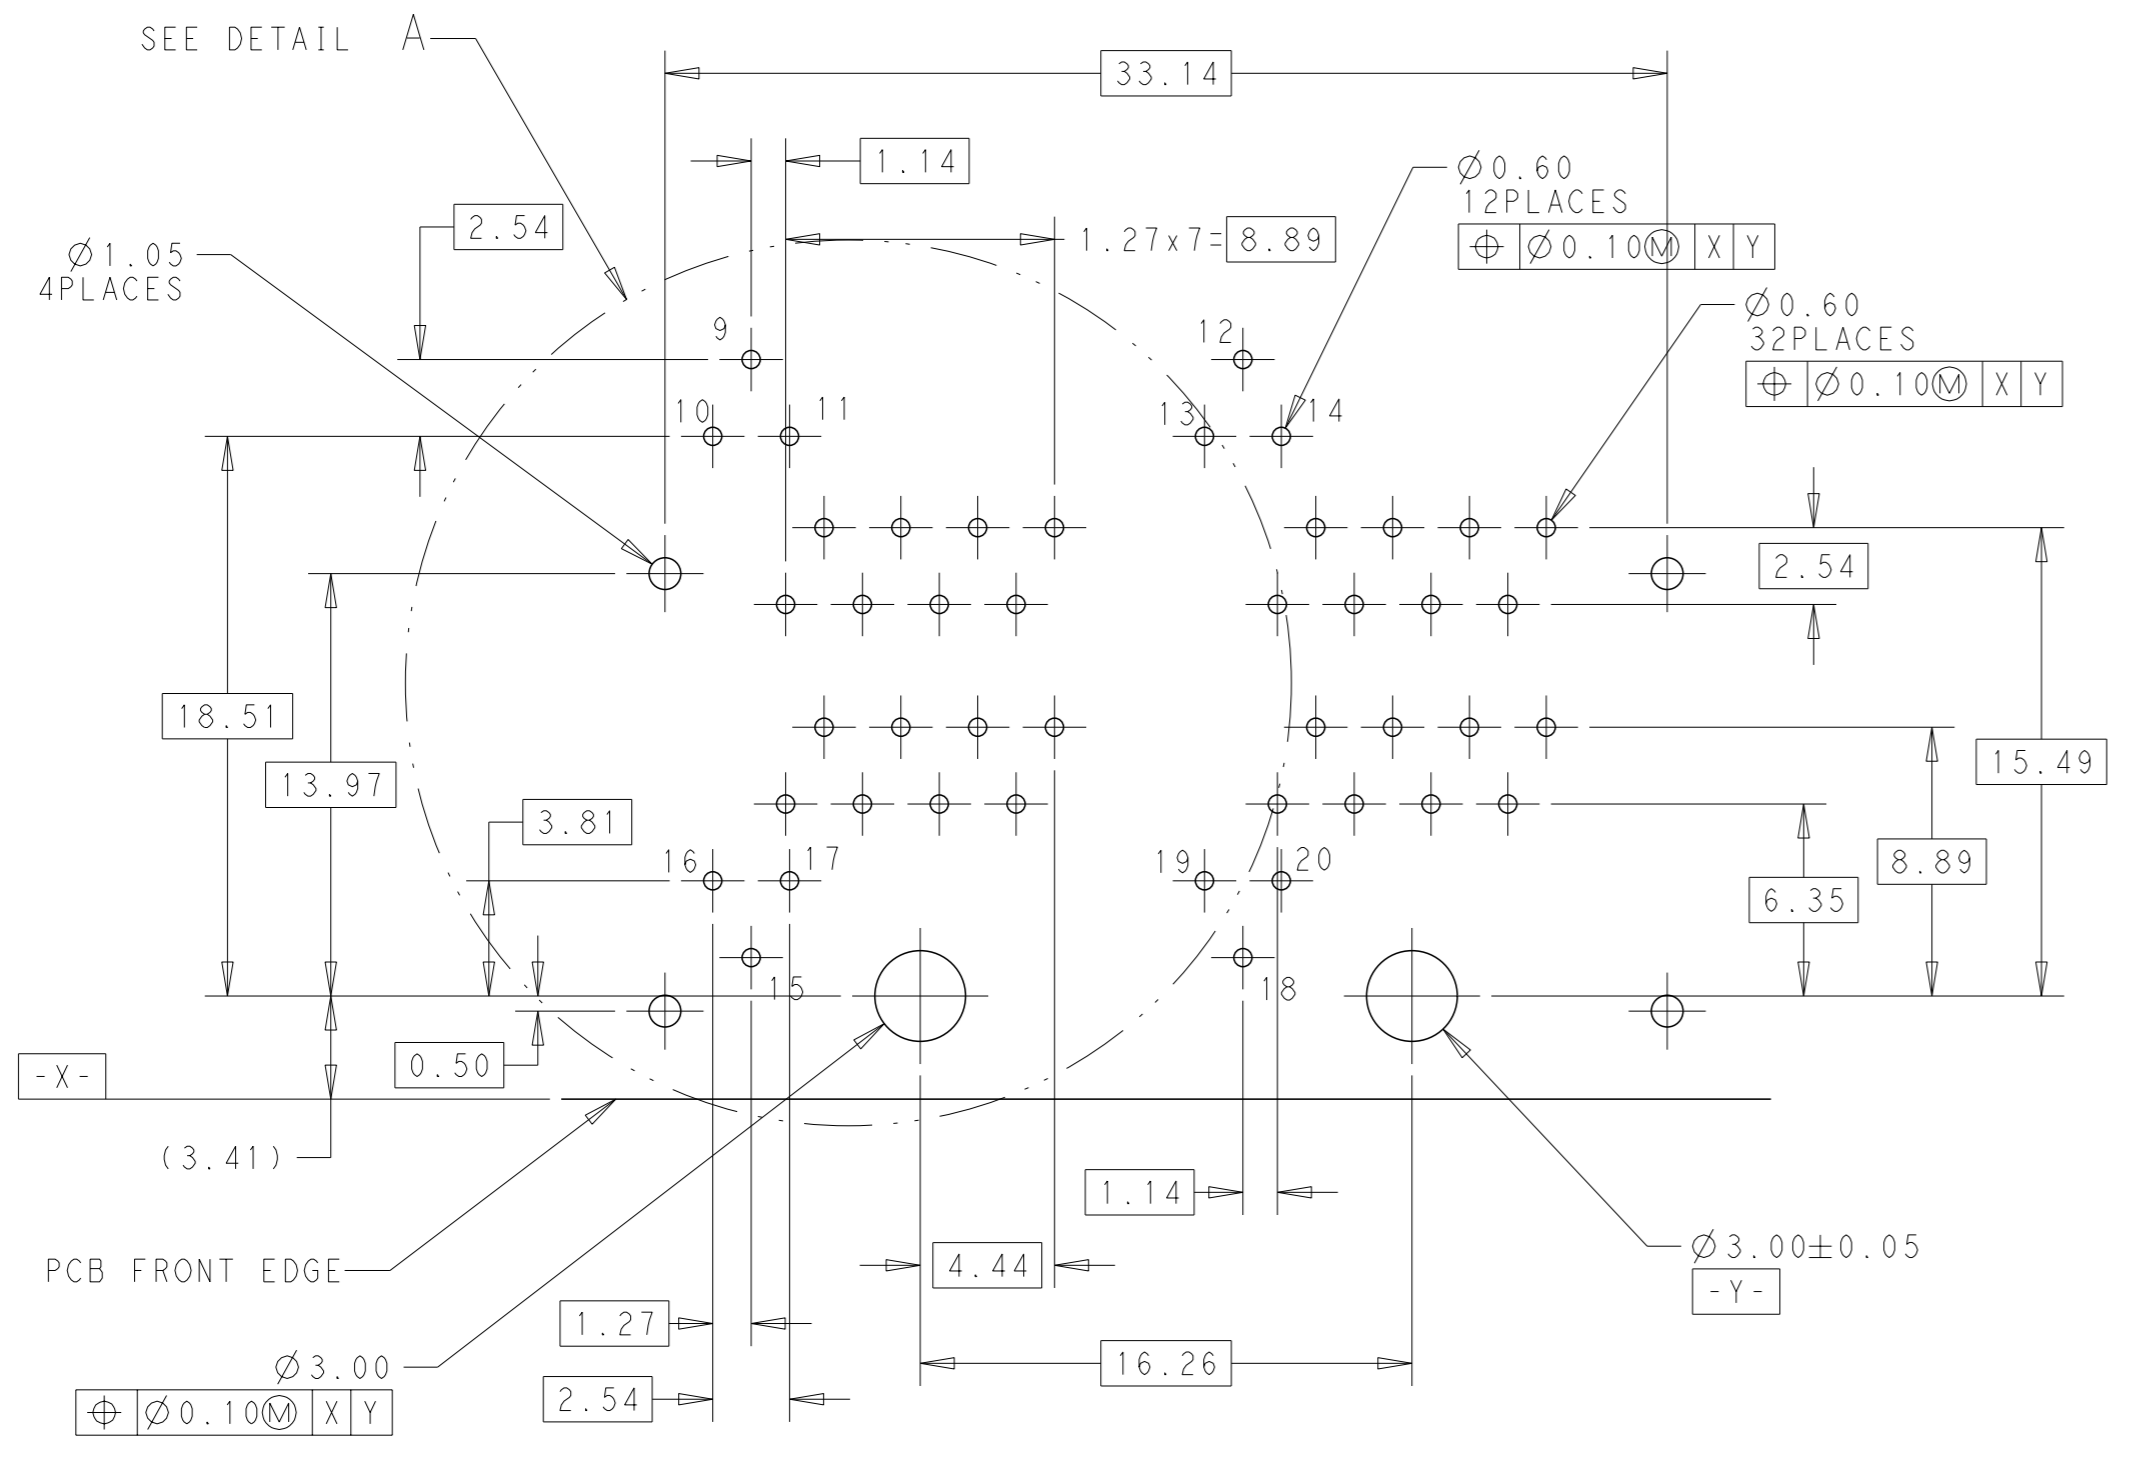 SEE DETAIL A
33.14
1.14
Ø0.60
12PLACES
⌖ Ø0.10Ⓜ X Y
2.54
1.27x7= 8.89
Ø1.05
4PLACES
Ø0.60
32PLACES
⌖ Ø0.10Ⓜ X Y
9
12
10
11
13
14
2.54
18.51
13.97
15.49
3.81
16
17
19
20
8.89
6.35
15
18
0.50
-X-
(3.41)
1.14
PCB FRONT EDGE
4.44
Ø3.00±0.05
-Y-
1.27
16.26
Ø3.00
⌖ Ø0.10Ⓜ X Y
2.54